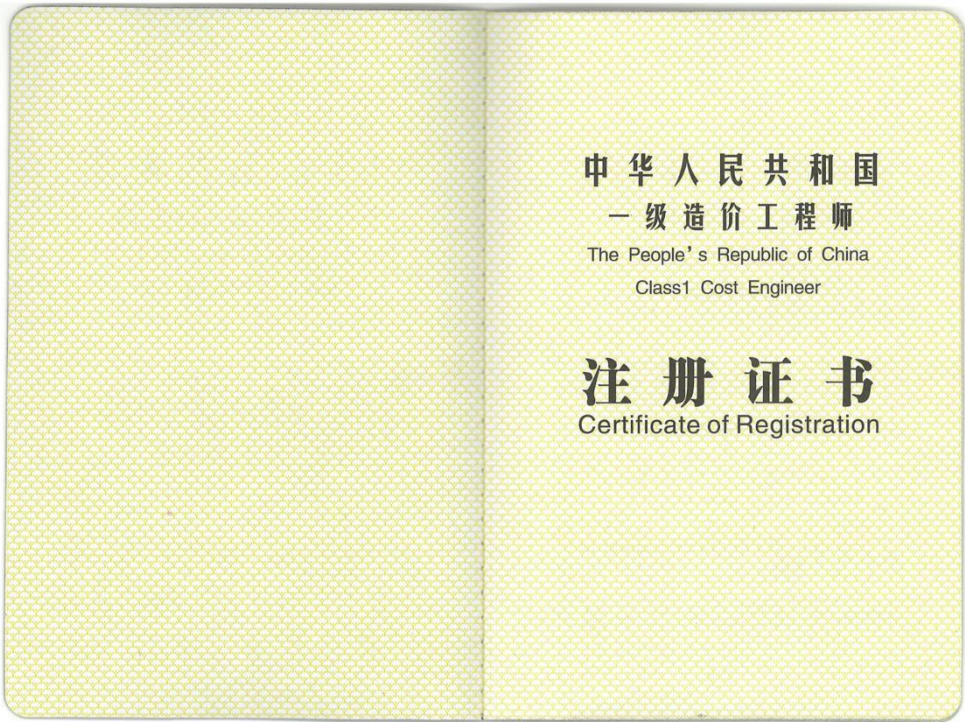 中华人民共和国
一级造价工程师
The People's Republic of China
Class1 Cost Engineer
注册证书
Certificate of Registration